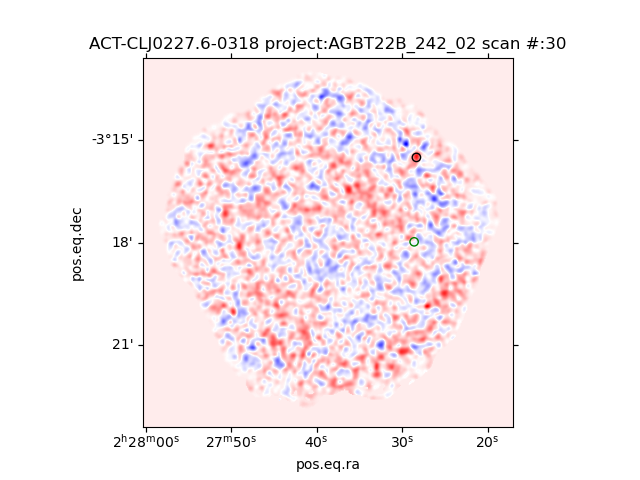 ACT-CLJ0227.6-0318 project:AGBT22B_242_02 scan #:30
-3°15'
18'
21'
pos.eq.dec
2h28m00s 27m50s 40s 30s 20s
pos.eq.ra